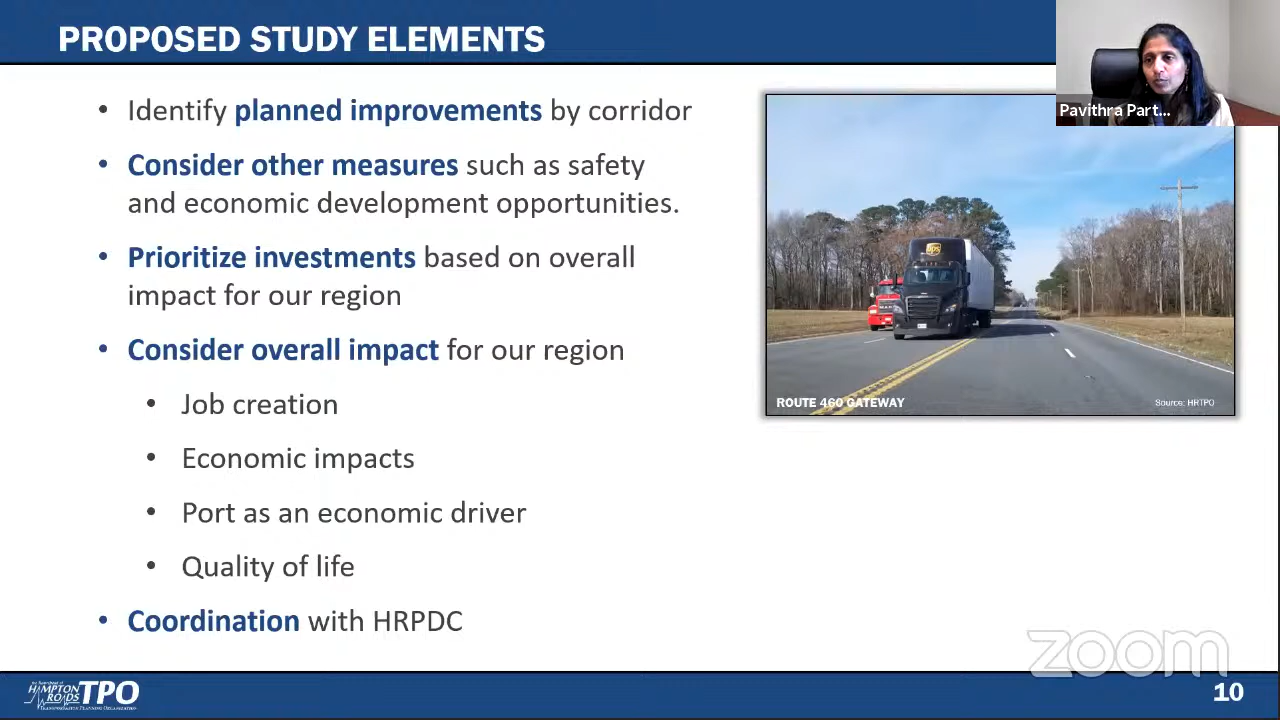 PROPOSED STUDY ELEMENTS
Pavithra Part...
• Identify planned improvements by corridor
• Consider other measures such as safety
and economic development opportunities.
• Prioritize investments based on overall
impact for our region
• Consider overall impact for our region
• Job creation
• Economic impacts
• Port as an economic driver
• Quality of life
• Coordination with HRPDC
ups
ROUTE 460 GATEWAY
Source: HRTPO
zoom
HAMPTON
ROADS
TPO
TRANSPORTATION PLANNING ORGANIZATION
10